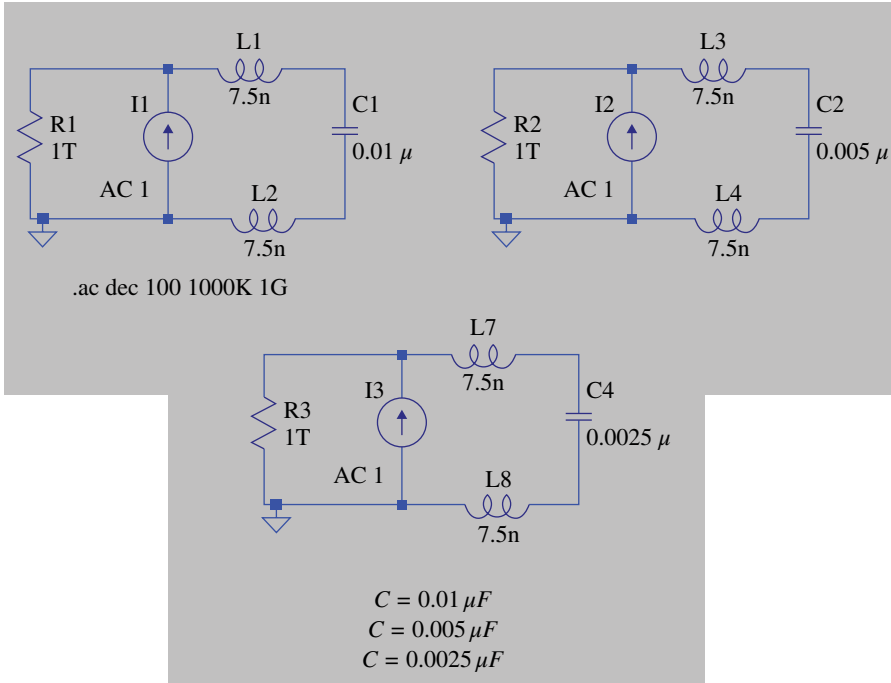 L1
7.5n
I1
C1
R1
1T
0.01 μ
AC 1
L2
7.5n
L3
7.5n
I2
C2
R2
1T
0.005 μ
AC 1
L4
7.5n
.ac dec 100 1000K 1G
L7
7.5n
I3
C4
R3
1T
0.0025 μ
AC 1
L8
7.5n
C = 0.01 μF
C = 0.005 μF
C = 0.0025 μF